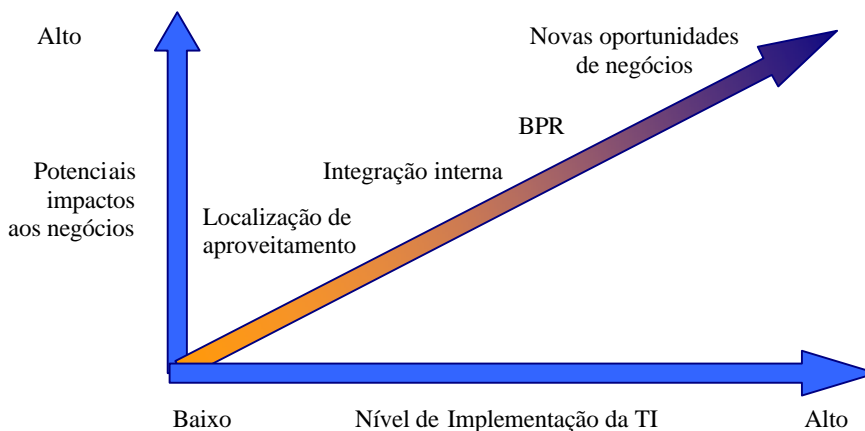 Alto
Novas oportunidades
de negócios
BPR
Potenciais
impactos
aos negócios
Integração interna
Localização de
aproveitamento
Baixo
Nível de Implementação da TI
Alto